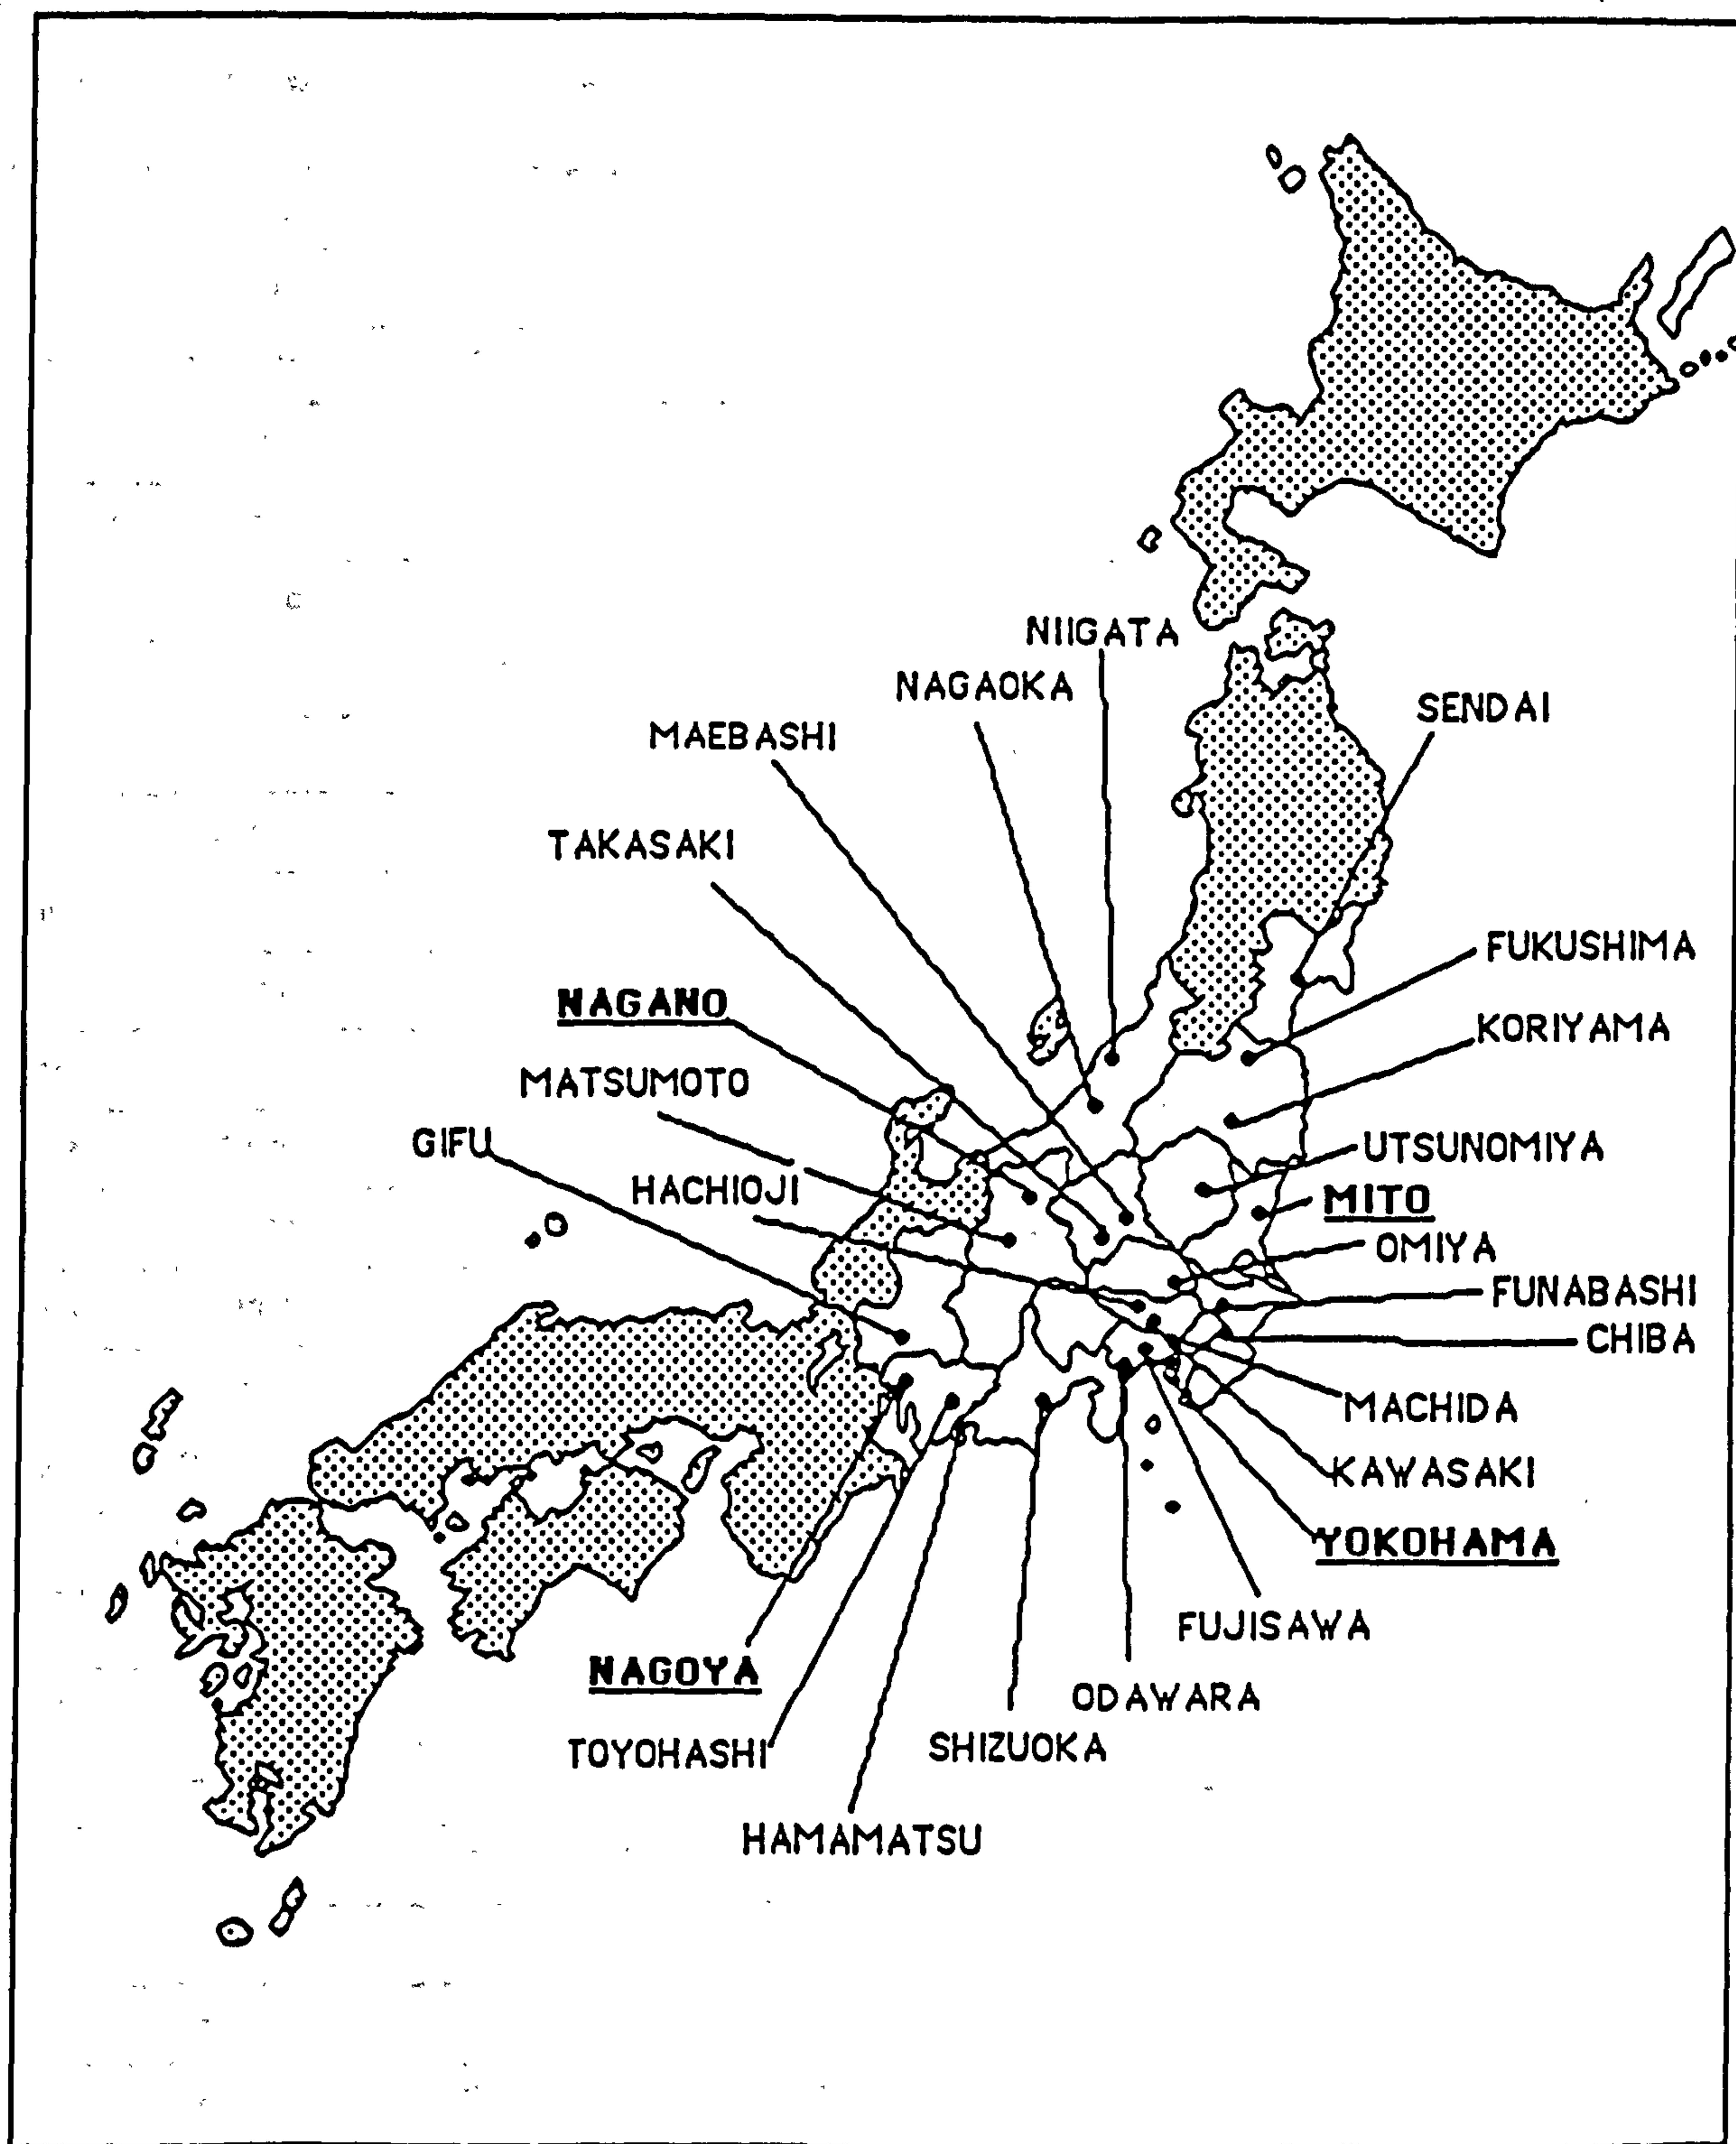 NIIGATA
NAGAOKA
SENDAI
MAEBASHI
TAKASAKI
FUKUSHIMA
NAGANO
KORIYAMA
MATSUMOTO
GIFU
UTSUNOMIYA
HACHIOJI
MITO
OMIYA
FUNABASHI
CHIBA
MACHIDA
KAWASAKI
YOKOHAMA
FUJISAWA
NAGOYA
ODAWARA
SHIZUOKA
TOYOHASHI
HAMAMATSU